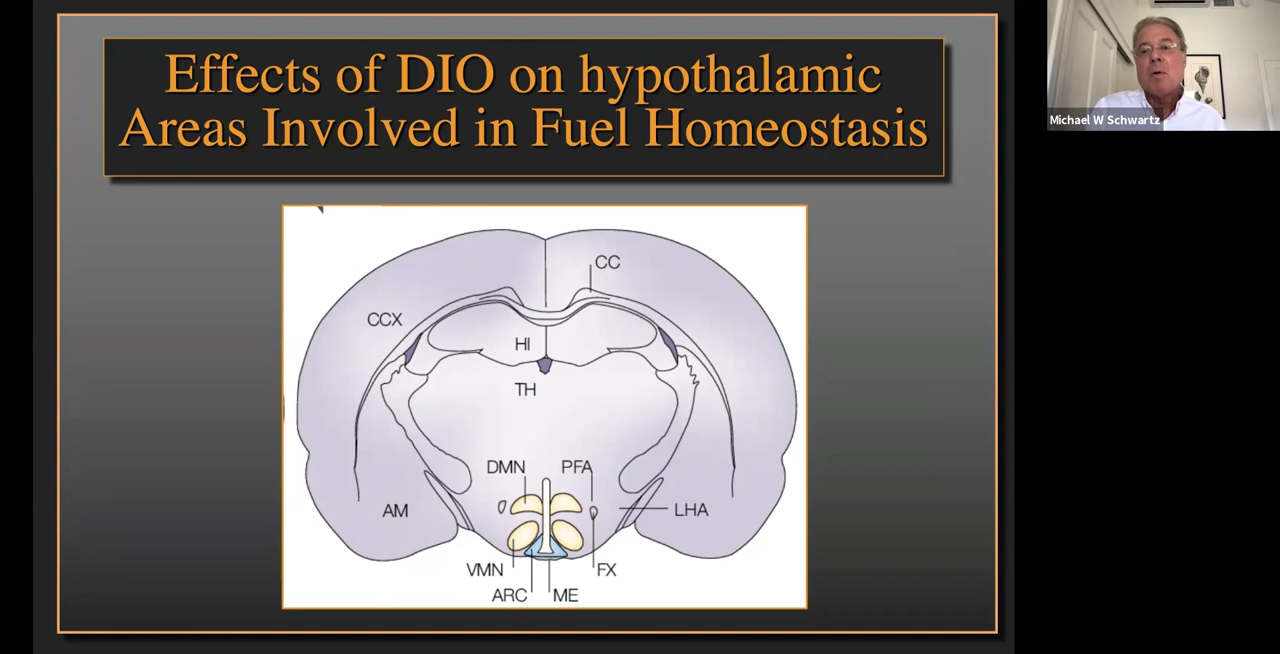 Effects of DIO on hypothalamic
Areas Involved in Fuel Homeostasis
Michael W Schwartz
CC
CCX
HI
TH
DMN
PFA
AM
LHA
VMN
FX
ARC
ME